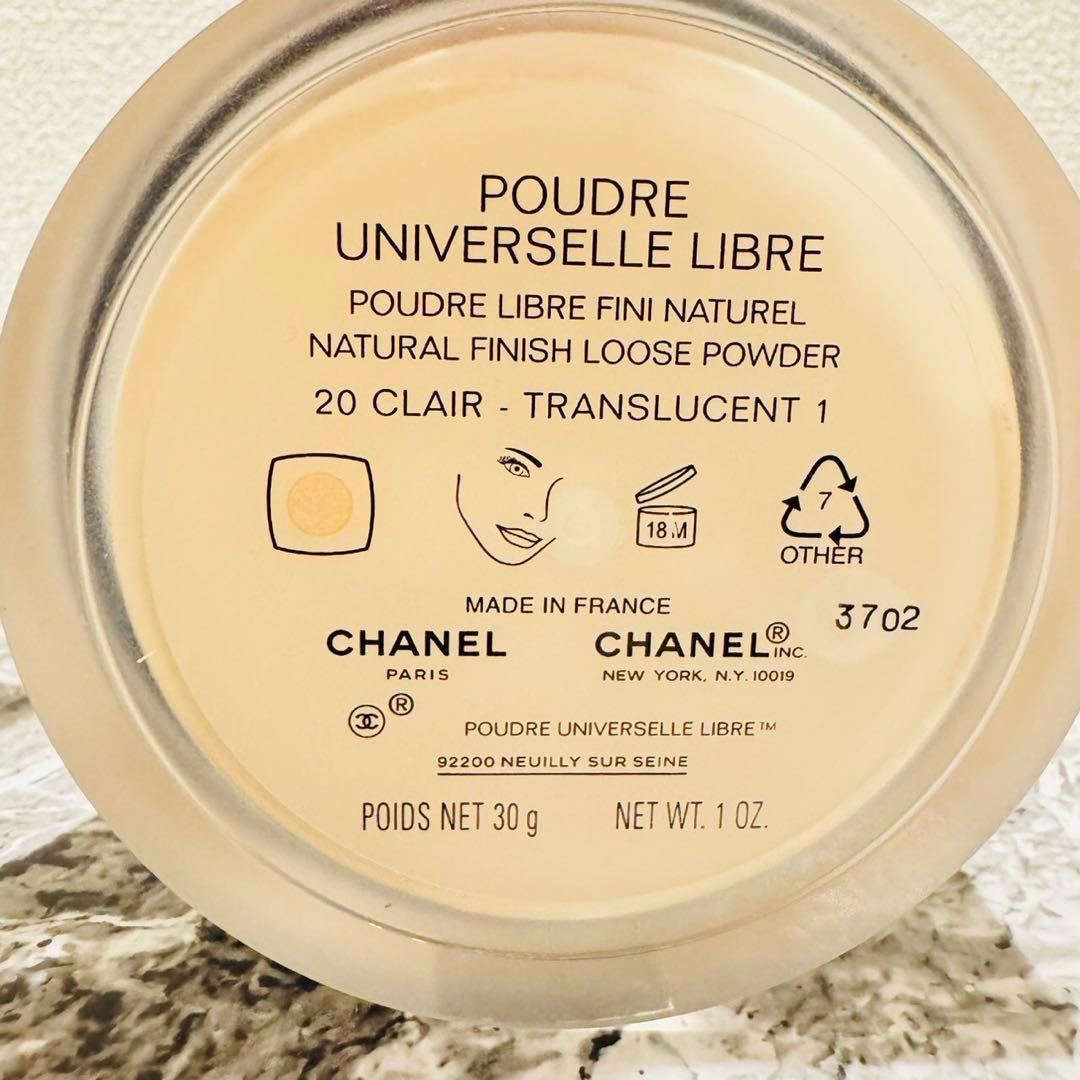 POUDRE
UNIVERSELLE LIBRE
POUDRE LIBRE FINI NATUREL
NATURAL FINISH LOOSE POWDER
20 CLAIR - TRANSLUCENT 1
18 M
7
OTHER
MADE IN FRANCE
3702
CHANEL CHANEL® INC.
PARIS NEW YORK, N.Y. 10019
® POUDRE UNIVERSELLE LIBRE™
92200 NEUILLY SUR SEINE
POIDS NET 30 g NET WT. 1 OZ.